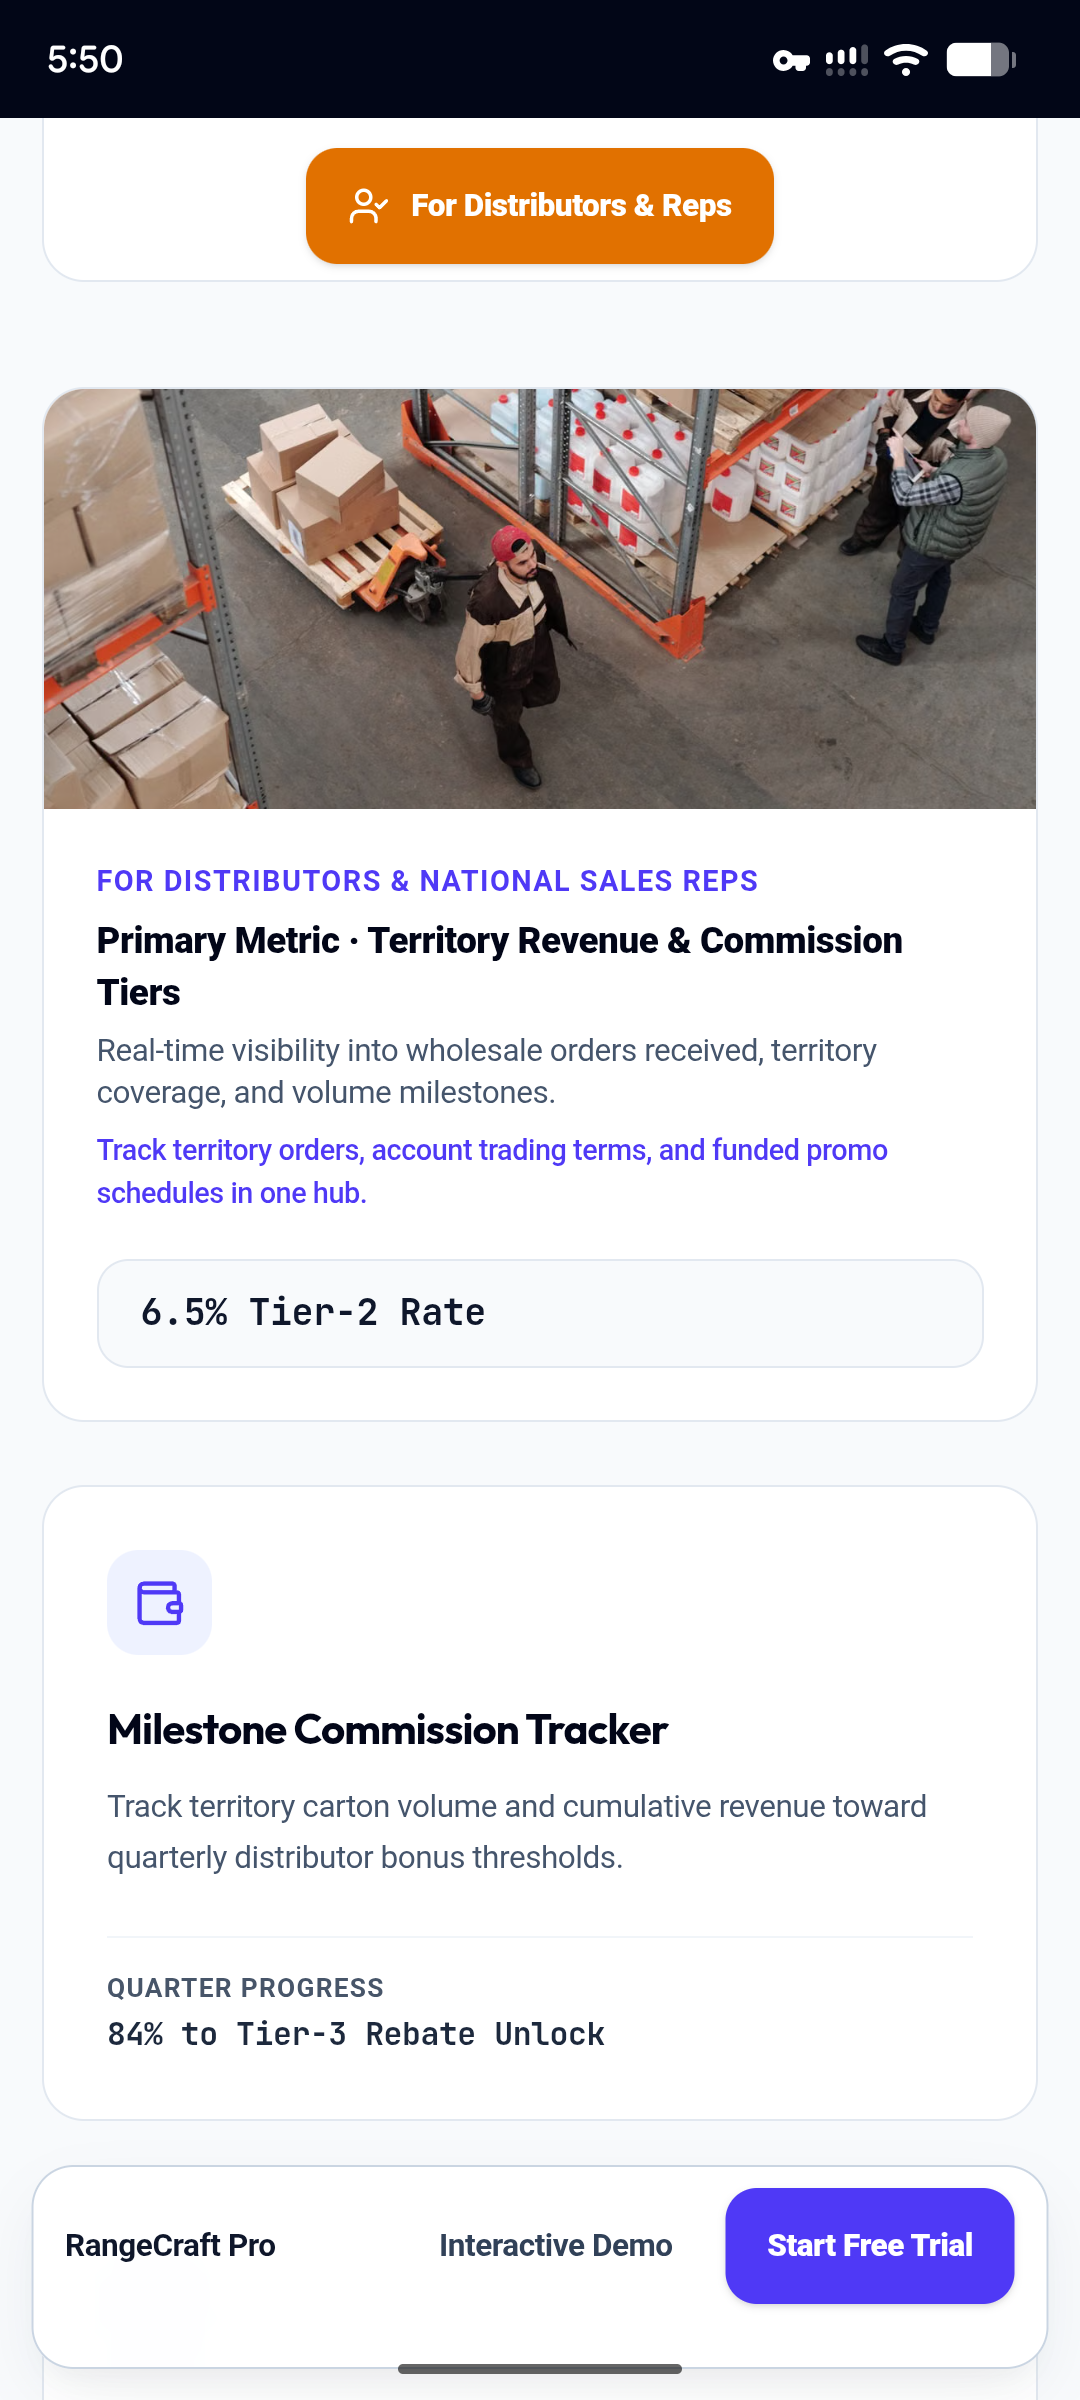 5:50
For Distributors & Reps
FOR DISTRIBUTORS & NATIONAL SALES REPS
Primary Metric · Territory Revenue & Commission
Tiers
Real-time visibility into wholesale orders received, territory
coverage, and volume milestones.
Track territory orders, account trading terms, and funded promo
schedules in one hub.
6.5% Tier-2 Rate
Milestone Commission Tracker
Track territory carton volume and cumulative revenue toward
quarterly distributor bonus thresholds.
QUARTER PROGRESS
84% to Tier-3 Rebate Unlock
RangeCraft Pro
Interactive Demo
Start Free Trial